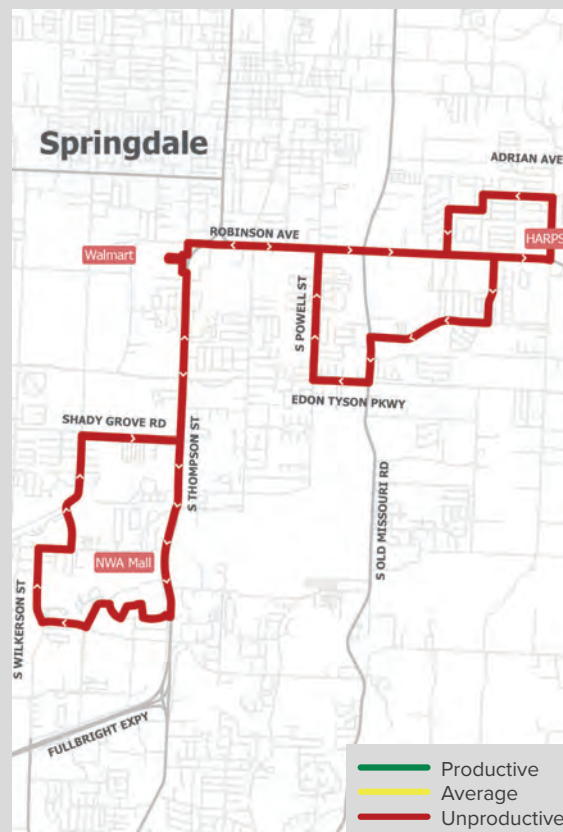 Springdale
ADRIAN AVE
ROBINSON AVE
HARPS
Walmart
S POWELL ST
EDON TYSON PKWY
SHADY GROVE RD
S THOMPSON ST
S OLD MISSOURI RD
NWA Mall
S WILKERSON ST
FULLBRIGHT EXPY
Productive
Average
Unproductive